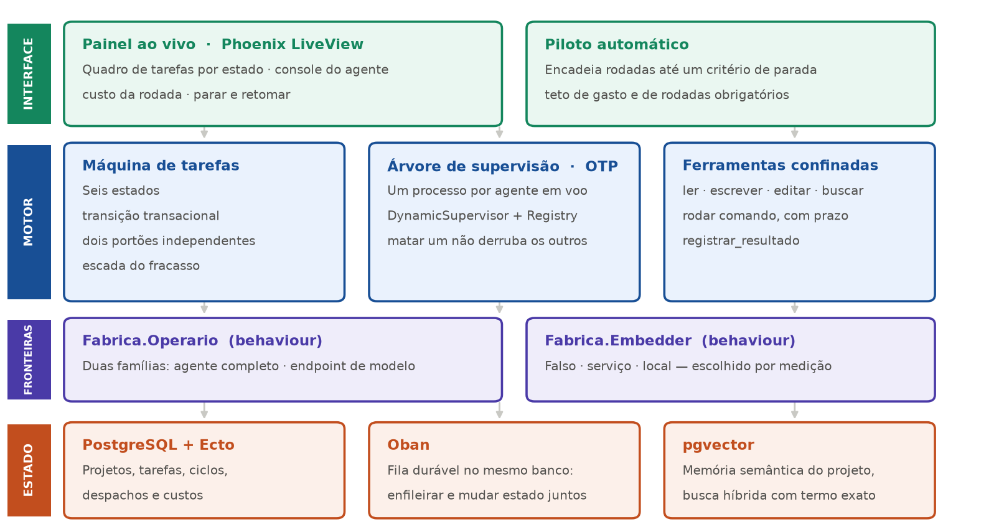 INTERFACE
Painel ao vivo · Phoenix LiveView
Quadro de tarefas por estado · console do agente
custo da rodada · parar e retomar
Piloto automático
Encadeia rodadas até um critério de parada
teto de gasto e de rodadas obrigatórios
MOTOR
Máquina de tarefas
Seis estados
transição transacional
dois portões independentes
escada do fracasso
Árvore de supervisão · OTP
Um processo por agente em voo
DynamicSupervisor + Registry
matar um não derruba os outros
Ferramentas confinadas
ler · escrever · editar · buscar
rodar comando, com prazo
registrar_resultado
FRONTEIRAS
Fabrica.Operario (behaviour)
Duas famílias: agente completo · endpoint de modelo
Fabrica.Embedder (behaviour)
Falso · serviço · local — escolhido por medição
ESTADO
PostgreSQL + Ecto
Projetos, tarefas, ciclos,
despachos e custos
Oban
Fila durável no mesmo banco:
enfileirar e mudar estado juntos
pgvector
Memória semântica do projeto,
busca híbrida com termo exato